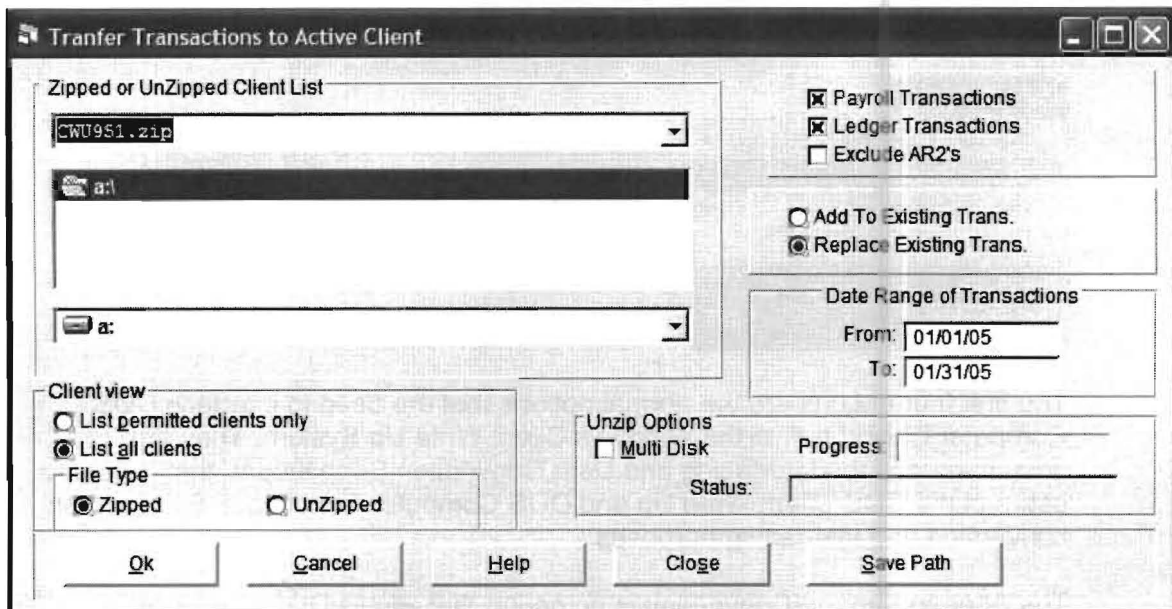 Tranfer Transactions to Active Client
Zipped or UnZipped Client List
CWU951.zip
a:\
a:
Payroll Transactions
Ledger Transactions
Exclude AR2's
Add To Existing Trans.
Replace Existing Trans.
Date Range of Transactions
From: 01/01/05
To: 01/31/05
Client view
List permitted clients only
List all clients
File Type
Zipped UnZipped
Unzip Options
Multi Disk Progress:
Status:
Ok Cancel Help Close Save Path